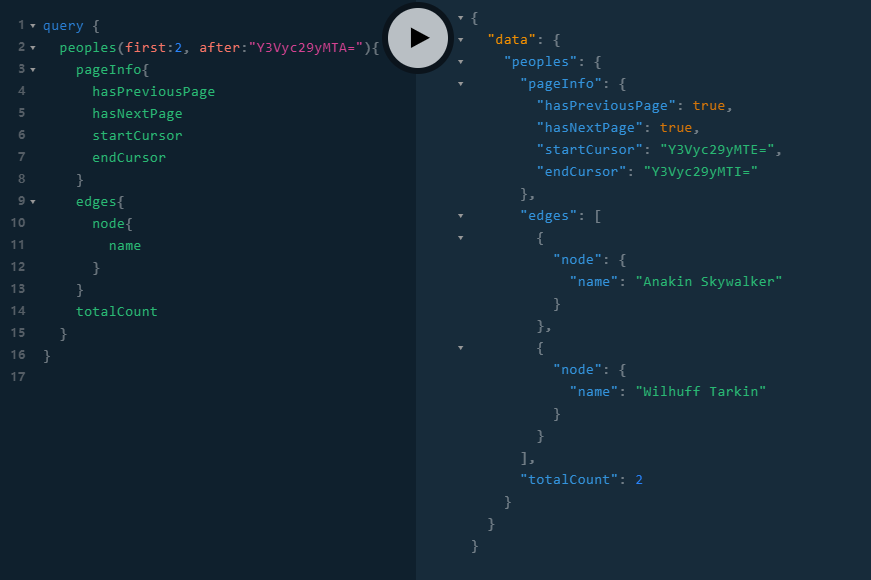 1 query {
2 peoples(first:2, after:"Y3Vyc29yMTA="){
3 pageInfo{
4 hasPreviousPage
5 hasNextPage
6 startCursor
7 endCursor
8 }
9 edges{
10 node{
11 name
12 }
13 }
14 totalCount
15 }
16 }
17
{
"data": {
"peoples": {
"pageInfo": {
"hasPreviousPage": true,
"hasNextPage": true,
"startCursor": "Y3Vyc29yMTE=",
"endCursor": "Y3Vyc29yMTI="
},
"edges": [
{
"node": {
"name": "Anakin Skywalker"
}
},
{
"node": {
"name": "Wilhuff Tarkin"
}
}
],
"totalCount": 2
}
}
}